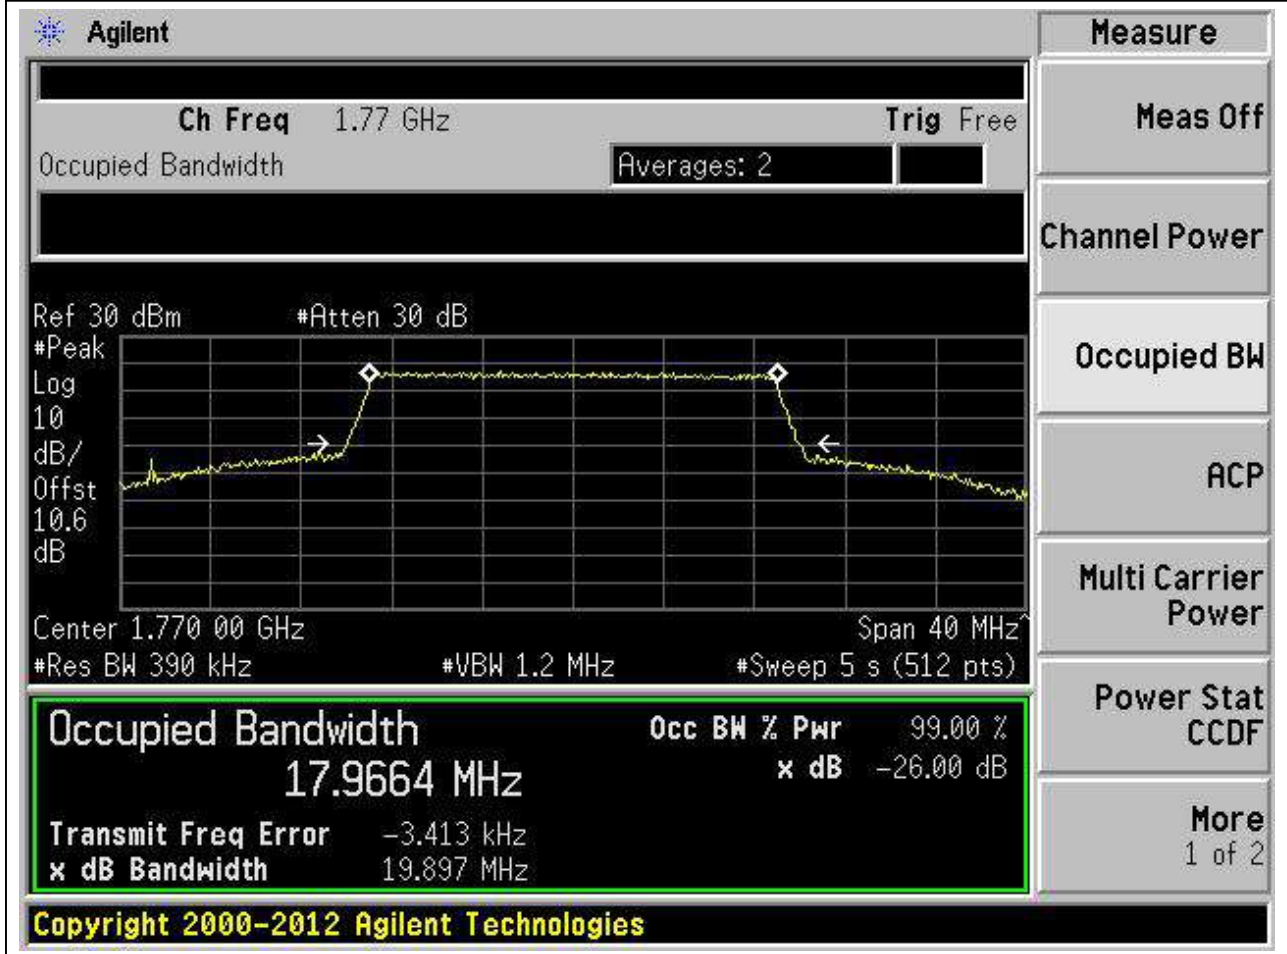 Agilent
Measure
Ch Freq 1.77 GHz Trig Free
Occupied Bandwidth Averages: 2
Meas Off
Channel Power
Occupied BW
ACP
Multi Carrier
Power
Power Stat
CCDF
More
1 of 2
Ref 30 dBm #Atten 30 dB
#Peak
Log
10
dB/
Offst
10.6
dB
Center 1.770 00 GHz Span 40 MHz^
#Res BW 390 kHz #VBW 1.2 MHz #Sweep 5 s (512 pts)
Occupied Bandwidth Occ BW % Pwr 99.00 %
17.9664 MHz x dB -26.00 dB
Transmit Freq Error -3.413 kHz
x dB Bandwidth 19.897 MHz
Copyright 2000-2012 Agilent Technologies